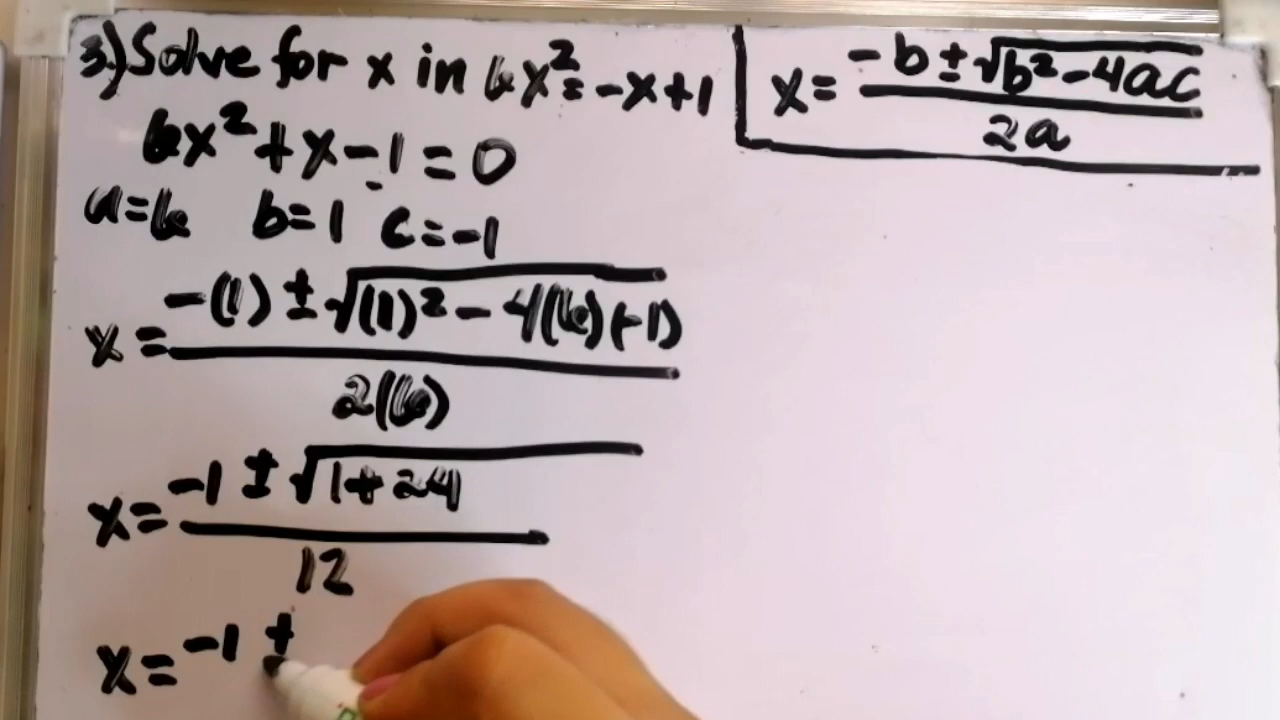 3.) Solve for x in 6x² = -x+1
x = (-b ± √(b² - 4ac)) / 2a
6x² + x - 1 = 0
a = 6 b = 1 c = -1
x = (-(1) ± √((1)² - 4(6)(-1))) / 2(6)
x = (-1 ± √(1 + 24)) / 12
x = -1 ±